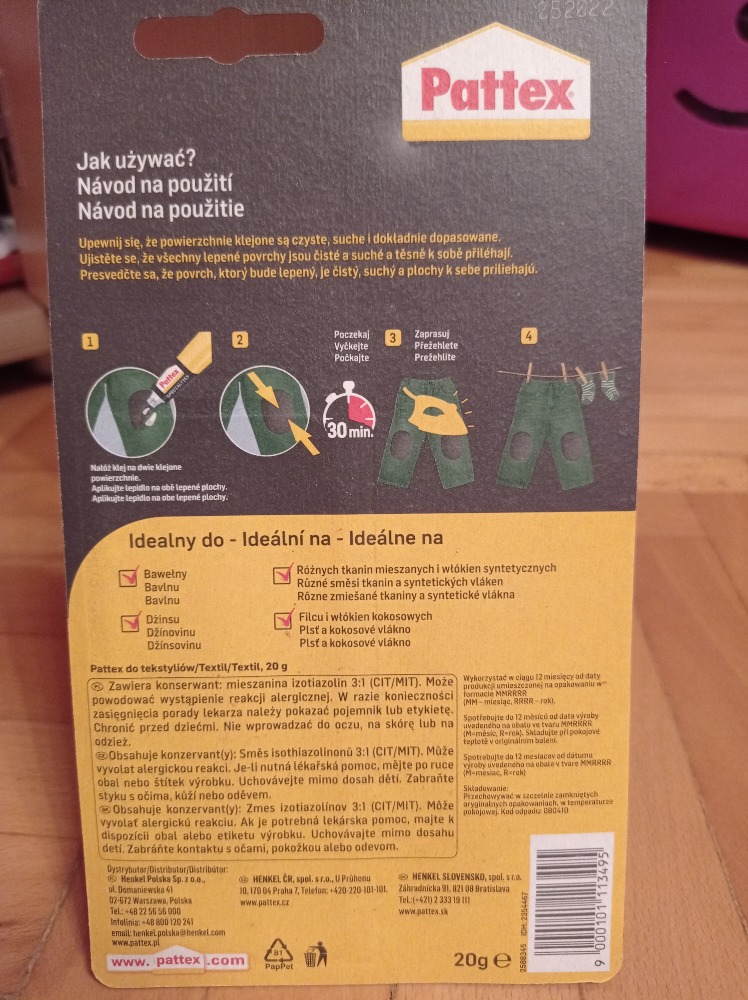 252022
Pattex
Jak używać?
Návod na použití
Návod na použitie
Upewnij się, że powierzchnie klejone są czyste, suche i dokładnie dopasowane.
Ujistěte se, že všechny lepené povrchy jsou čisté a suché a těsně k sobě přiléhají.
Presvedčte sa, že povrch, ktorý bude lepený, je čistý, suchý a plochy k sebe priliehajú.
1
2
Poczekaj
Vyčkejte
Počkajte
3
Zaprasuj
Přežehlete
Prežehlite
4
Pattex
30 min.
Nałóż klej na dwie klejone
powierzchnie.
Aplikujte lepidlo na obě lepené plochy.
Aplikujte lepidlo na obe lepené plochy.
Idealny do - Ideální na - Ideálne na
Bawełny
Bavlnu
Bavlnu
Różnych tkanin mieszanych i włókien syntetycznych
Různé směsi tkanin a syntetických vláken
Rôzne zmiešané tkaniny a syntetické vlákna
Dżinsu
Džínovinu
Džínsovinu
Filcu i włókien kokosowych
Plsť a kokosové vlákno
Plsť a kokosové vlákno
Pattex do tekstyliów/Textil/Textil, 20 g
PL Zawiera konserwant: mieszanina izotiazolin 3:1 (CIT/MIT). Może
powodować wystąpienie reakcji alergicznej. W razie konieczności
zasięgnięcia porady lekarza należy pokazać pojemnik lub etykietę.
Chronić przed dziećmi. Nie wprowadzać do oczu, na skórę lub na
odzież.
Obsahuje konzervant(y): Směs isothiazolinonů 3:1 (CIT/MIT). Může
vyvolat alergickou reakci. Je-li nutná lékařská pomoc, mějte po ruce
obal nebo štítek výrobku. Uchovávejte mimo dosah dětí. Zabraňte
styku s očima, kůží nebo oděvem.
Obsahuje konzervant(y): Zmes izotiazolínov 3:1 (CIT/MIT). Môže
vyvolať alergickú reakciu. Ak je potrebná lekárska pomoc, majte k
dispozícii obal alebo etiketu výrobku. Uchovávajte mimo dosahu
detí. Zabráňte kontaktu s očami, pokožkou alebo odevom.
Wykorzystać w ciągu 12 miesięcy od daty
produkcji umieszczonej na opakowaniu w
formacie MMRRRR
(MM - miesiąc, RRRR - rok).
Spotřebujte do 12 měsíců od data výroby
uvedeného na obalu ve tvaru MMRRRR
(M=měsíc, R=rok). Skladujte při pokojové
teplotě v originálním balení.
Spotrebujte do 12 mesiacov od dátumu
výroby uvedeného na obale v tvare MMRRRR
(M=mesiac, R=rok)
Składowanie:
Przechowywać w szczelnie zamkniętych
oryginalnych opakowaniach, w temperaturze
pokojowej. Kod odpadu: 080410
Dystrybutor/Distributor/Distribútor:
PL Henkel Polska Sp. z o.o.,
ul. Domaniewska 41
02-672 Warszawa, Polska
Tel.: +48 22 56 56 000
Infolinia: +48 800 120 241
email: henkel.polska@henkel.com
www.pattex.pl
HENKEL ČR, spol. s r.o., U Průhonu
10, 170 04 Praha 7, Telefon: +420-220-101-101,
www.pattex.cz
HENKEL SLOVENSKO, spol. s r.o.
Záhradnícka 91, 821 08 Bratislava
Tel.:(+421) 2 333 19 111
www.pattex.sk
www. pattex .com
81
PapPet
20g e
2588345 IDH: 2354467
9 000101 113495